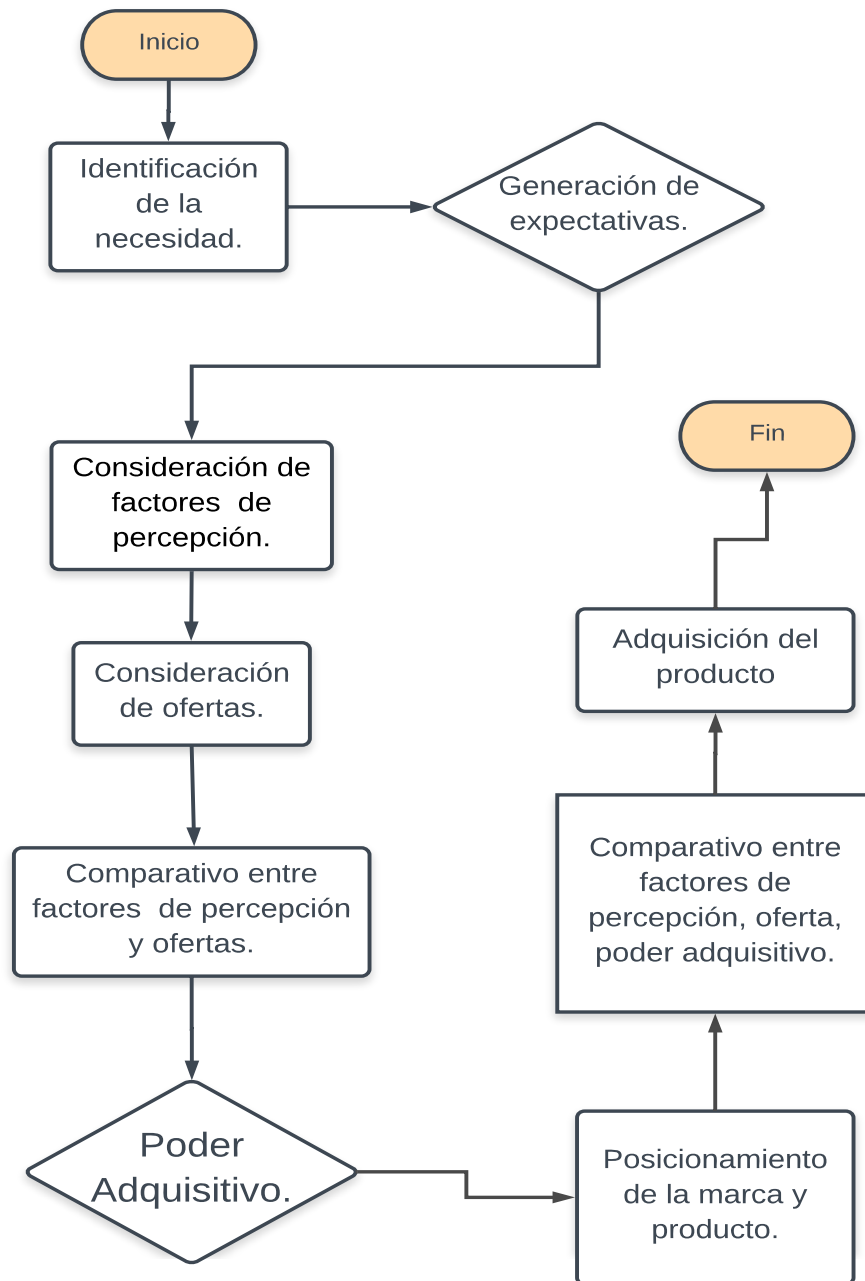 Inicio
Identificación
de la
necesidad.
Generación de
expectativas.
Consideración de
factores  de
percepción.
Consideración
de ofertas.
Comparativo entre
factores  de percepción
y ofertas.
Poder
Adquisitivo.
Posicionamiento
de la marca y
producto.
Comparativo entre
factores de
percepción, oferta,
poder adquisitivo.
Adquisición del
producto
Fin